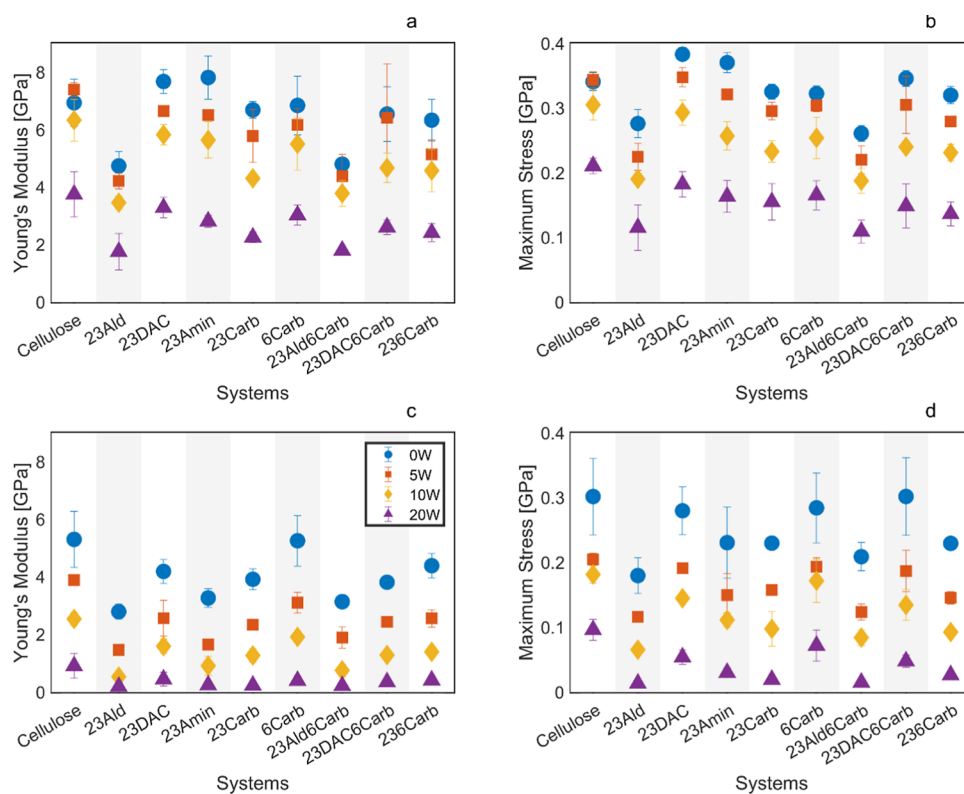 a
b
8
6
4
2
0
Young's Modulus [GPa]
Cellulose
23Ald
23DAC
23Amin
23Carb
6Carb
23Ald6Carb
23DAC6Carb
236Carb
Systems
0.4
0.3
0.2
0.1
0
Maximum Stress [GPa]
Cellulose
23Ald
23DAC
23Amin
23Carb
6Carb
23Ald6Carb
23DAC6Carb
236Carb
Systems
c
d
8
6
4
2
0
Young's Modulus [GPa]
0W
5W
10W
20W
Cellulose
23Ald
23DAC
23Amin
23Carb
6Carb
23Ald6Carb
23DAC6Carb
236Carb
Systems
0.4
0.3
0.2
0.1
0
Maximum Stress [GPa]
Cellulose
23Ald
23DAC
23Amin
23Carb
6Carb
23Ald6Carb
23DAC6Carb
236Carb
Systems